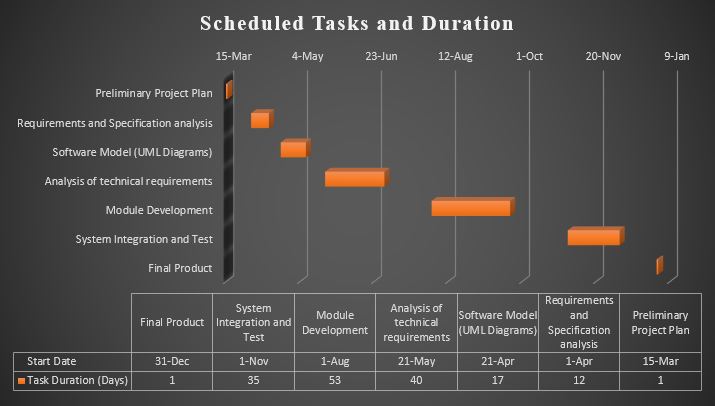 Scheduled Tasks and Duration
15-Mar 4-May 23-Jun 12-Aug 1-Oct 20-Nov 9-Jan
Preliminary Project Plan
Requirements and Specification analysis
Software Model (UML Diagrams)
Analysis of technical requirements
Module Development
System Integration and Test
Final Product
Final Product
System
Integration and
Test
Module
Development
Analysis of
technical
requirements
Software Model
(UML Diagrams)
Requirements
and
Specification
analysis
Preliminary
Project Plan
Start Date 31-Dec 1-Nov 1-Aug 21-May 21-Apr 1-Apr 15-Mar
Task Duration (Days) 1 35 53 40 17 12 1